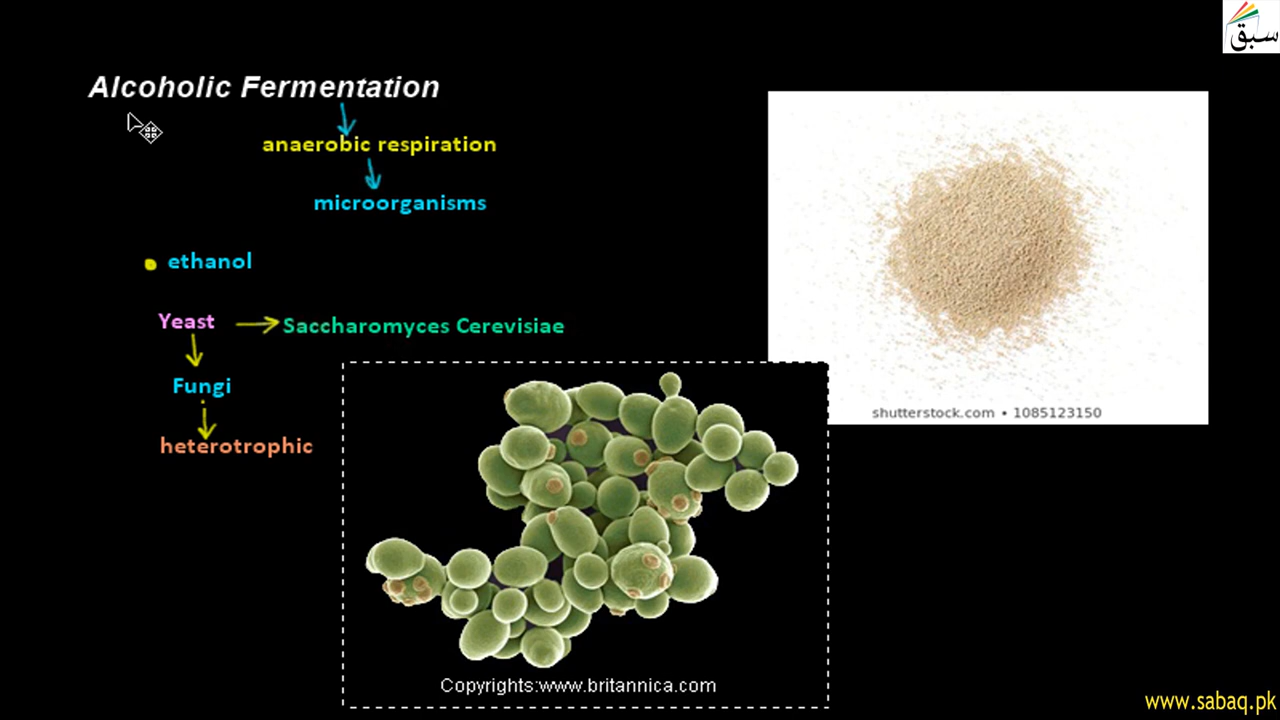 سبق
Alcoholic Fermentation
anaerobic respiration
microorganisms
ethanol
Yeast
Saccharomyces Cerevisiae
Fungi
heterotrophic
shutterstock.com • 1085123150
Copyrights:www.britannica.com
www.sabaq.pk